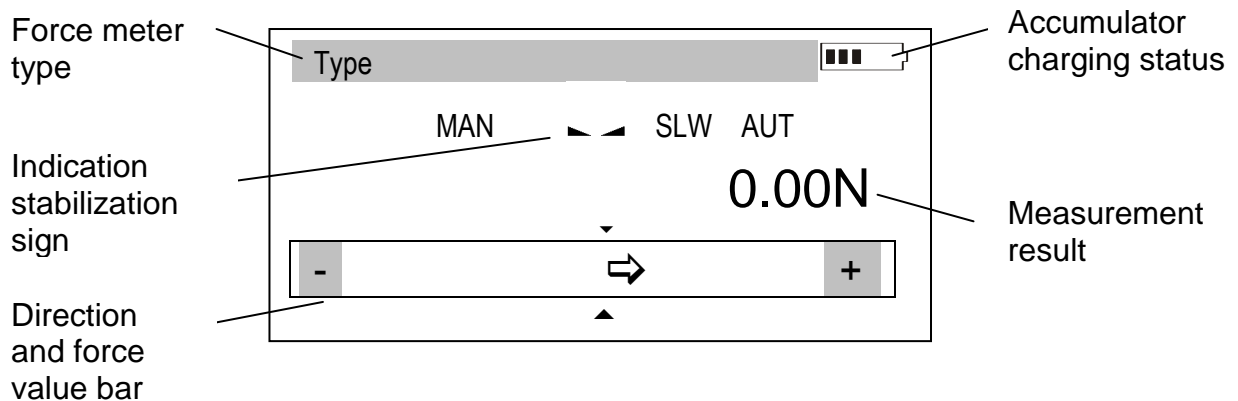 Force meter
type
Accumulator
charging status
Type
MAN SLW AUT
Indication
stabilization
sign
0.00N
Measurement
result
- +
Direction
and force
value bar